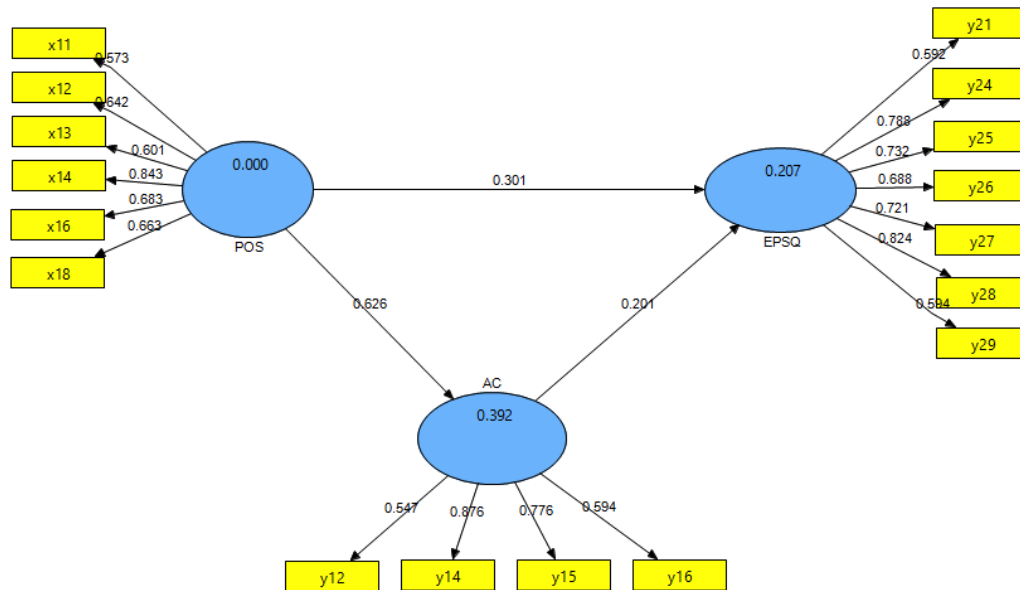 x11
0.573
x12
0.642
x13
0.601
x14
0.843
x16
0.683
x18
0.663
0.000
POS
0.301
0.626
0.201
0.207
EPSQ
y21
0.592
y24
0.788
y25
0.732
y26
0.688
y27
0.721
y28
0.824
y29
0.594
AC
0.392
0.547
0.876
0.776
0.594
y12
y14
y15
y16